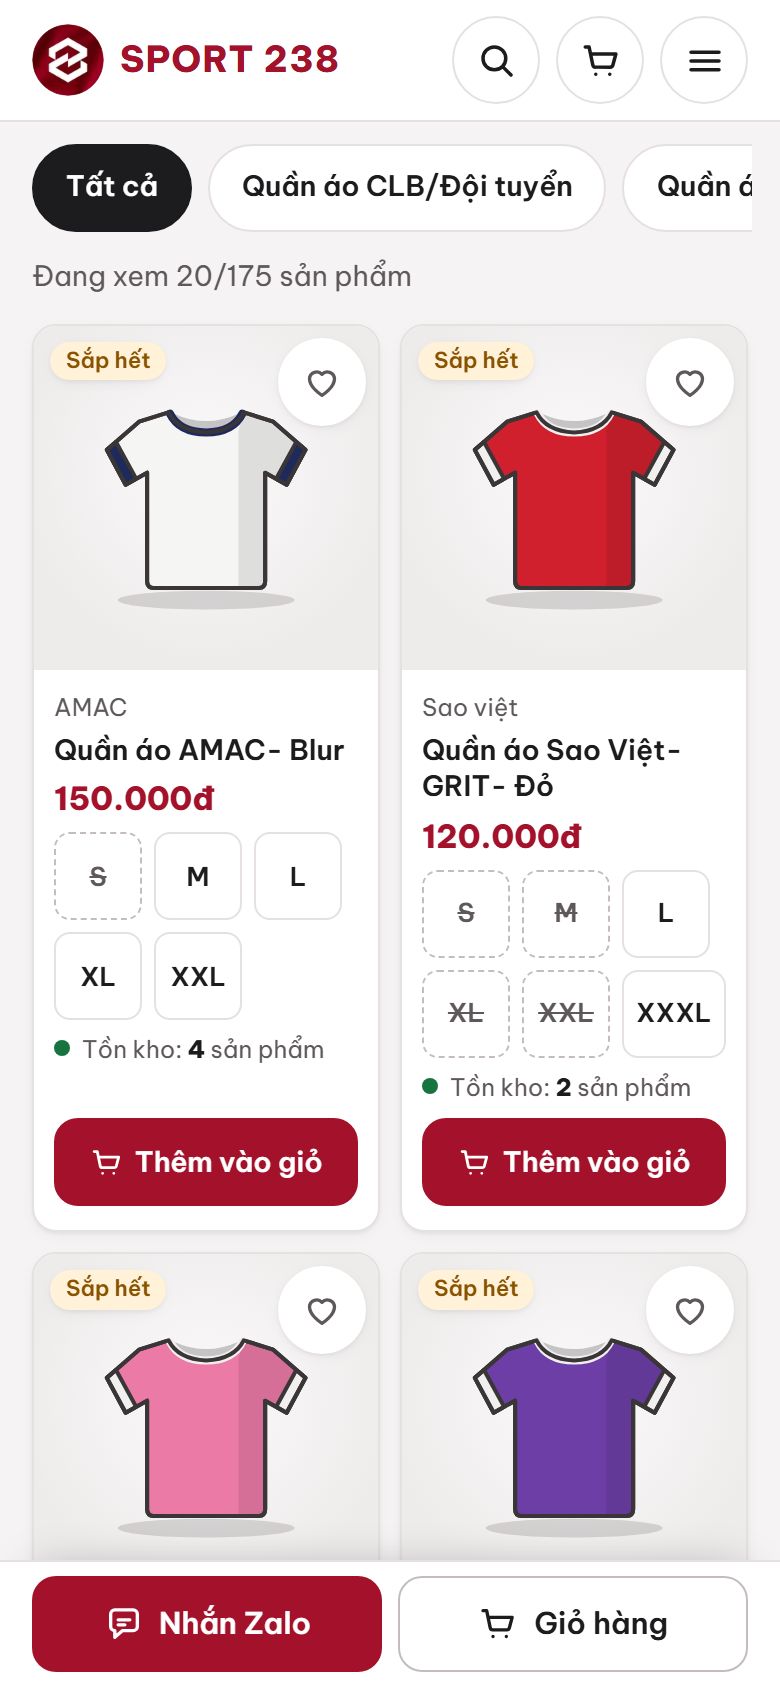 SPORT 238
Tất cả
Quần áo CLB/Đội tuyển
Quần á
Đang xem 20/175 sản phẩm
Sắp hết
Sắp hết
AMAC
Quần áo AMAC- Blur
150.000đ
S
M
L
XL
XXL
Tồn kho: 4 sản phẩm
Thêm vào giỏ
Sao việt
Quần áo Sao Việt-
GRIT- Đỏ
120.000đ
S
M
L
XL
XXL
XXXL
Tồn kho: 2 sản phẩm
Thêm vào giỏ
Sắp hết
Sắp hết
Nhắn Zalo
Giỏ hàng